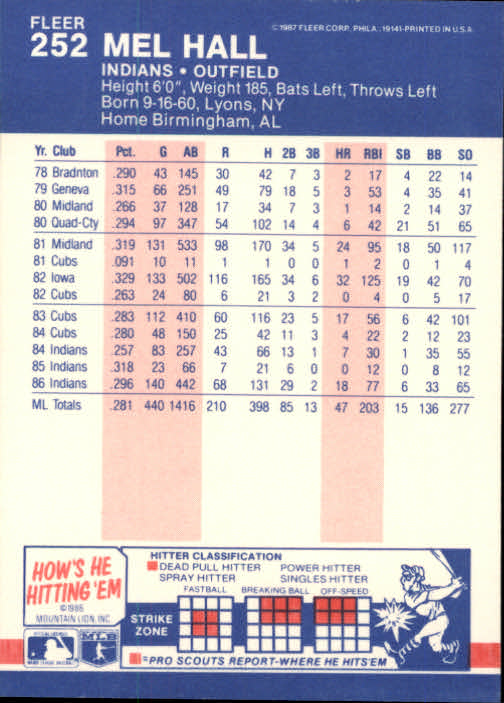 FLEER
252 MEL HALL
©1987 FLEER CORP., PHILA., 19141-PRINTED IN U.S.A.
INDIANS • OUTFIELD
Height 6'0", Weight 185, Bats Left, Throws Left
Born 9-16-60, Lyons, NY
Home Birmingham, AL
Yr. Club Pct. G AB R H 2B 3B HR RBI SB BB SO
78 Bradnton .290 43 145 30 42 7 3 2 17 4 22 14
79 Geneva .315 66 251 49 79 18 5 3 53 4 35 41
80 Midland .266 37 128 17 34 7 3 1 14 2 14 37
80 Quad-Cty .294 97 347 54 102 14 4 6 42 21 51 65
81 Midland .319 131 533 98 170 34 5 24 95 18 50 117
81 Cubs .091 10 11 1 1 0 0 1 2 0 1 4
82 Iowa .329 133 502 116 165 34 6 32 125 19 42 70
82 Cubs .263 24 80 6 21 3 2 0 4 0 5 17
83 Cubs .283 112 410 60 116 23 5 17 56 6 42 101
84 Cubs .280 48 150 25 42 11 3 4 22 2 12 23
84 Indians .257 83 257 43 66 13 1 7 30 1 35 55
85 Indians .318 23 66 7 21 6 0 0 12 0 8 12
86 Indians .296 140 442 68 131 29 2 18 77 6 33 65
ML Totals .281 440 1416 210 398 85 13 47 203 15 136 277
HOW'S HE
HITTING 'EM
©1986
MOUNTAIN LION, INC.
MLB
HITTER CLASSIFICATION
DEAD PULL HITTER POWER HITTER
SPRAY HITTER SINGLES HITTER
FASTBALL BREAKING BALL OFF-SPEED
STRIKE
ZONE
=PRO SCOUTS REPORT-WHERE HE HITS 'EM